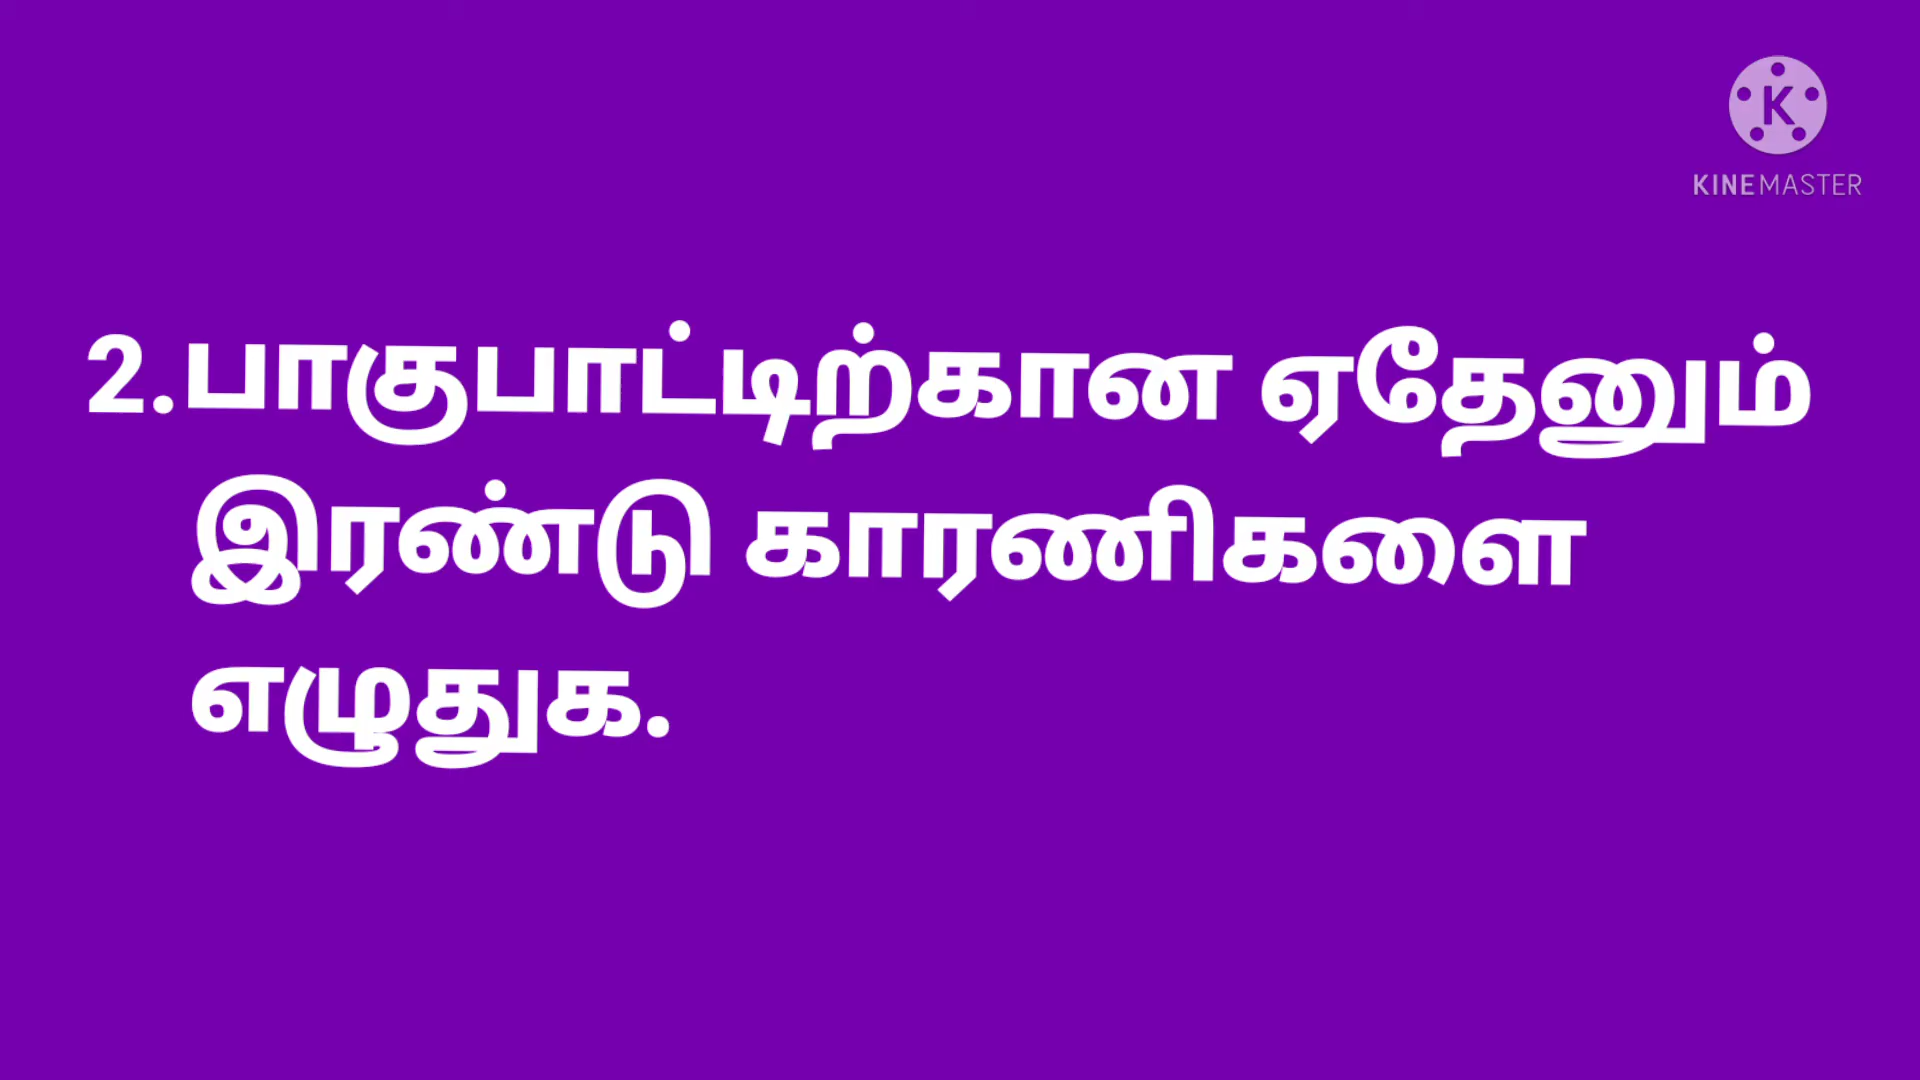 K
KINEMASTER
2.பாகுபாட்டிற்கான ஏதேனும்
இரண்டு காரணிகளை
எழுதுக.